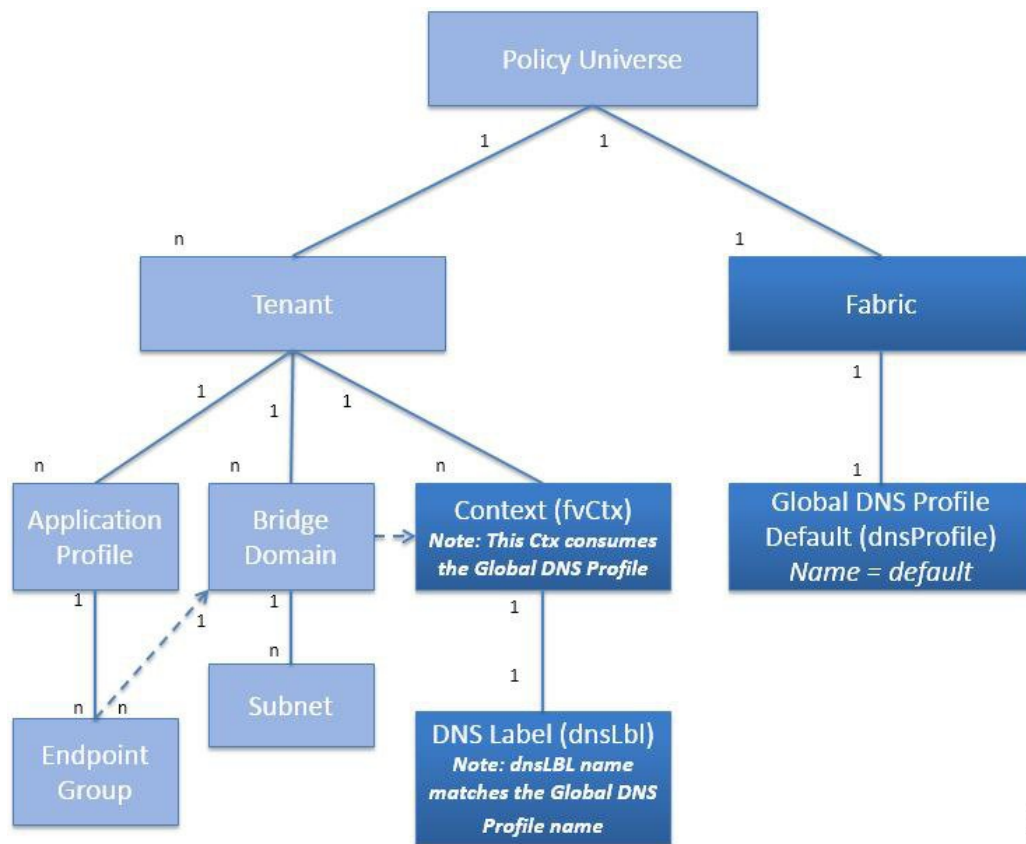 Policy Universe
1
1
n
1
Tenant
Fabric
1
1
1
1
n
n
n
1
Application
Profile
Bridge
Domain
Context (fvCtx)
Note: This Ctx consumes
the Global DNS Profile
Global DNS Profile
Default (dnsProfile)
Name = default
1
1
1
1
n
1
n
n
Subnet
Endpoint
Group
DNS Label (dnsLbl)
Note: dnsLBL name
matches the Global DNS
Profile name